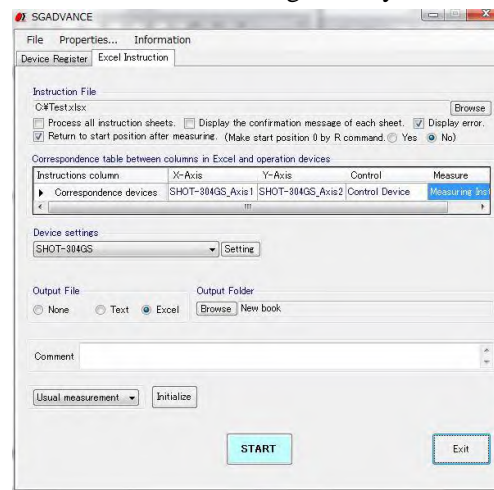 SGADVANCE
File Properties... Information
Device Register Excel Instruction
Instruction File
C:¥Test.xlsx Browse
Process all instruction sheets. Display the confirmation message of each sheet. Display error.
Return to start position after measuring. (Make start position 0 by R command. Yes No)
Correspondence table between columns in Excel and operation devices
Instructions column X-Axis Y-Axis Control Measure
Correspondence devices SHOT-304GS_Axis1 SHOT-304GS_Axis2 Control Device Measuring Inst
Device settings
SHOT-304GS Setting
Output File Output Folder
None Text Excel Browse New book
Comment
Usual measurement Initialize
START Exit